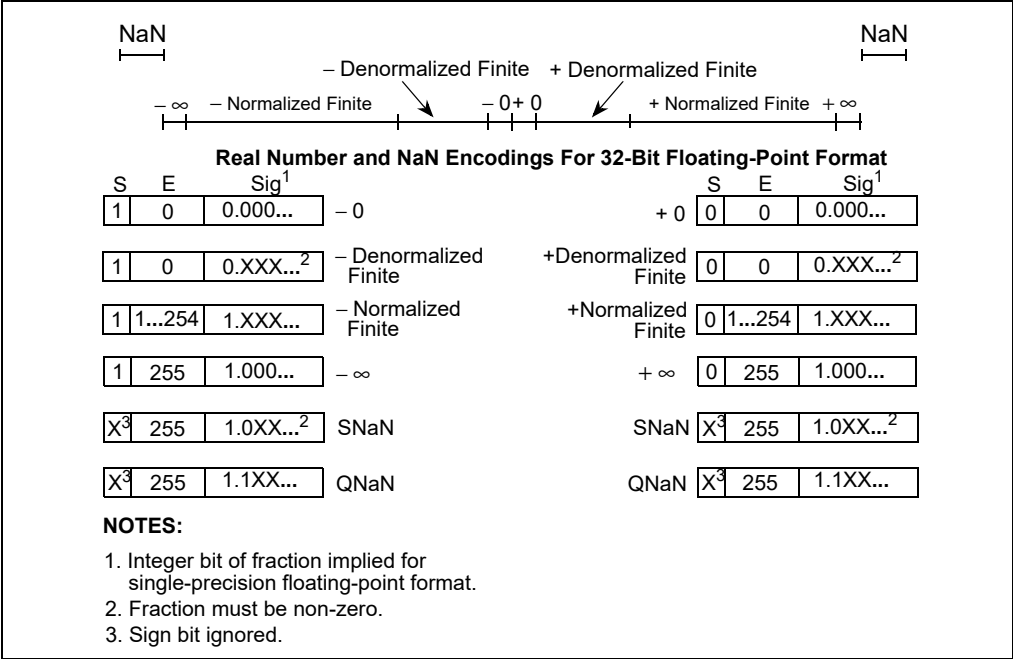 NaN NaN
– Denormalized Finite + Denormalized Finite
– ∞ – Normalized Finite – 0 + 0 + Normalized Finite + ∞
Real Number and NaN Encodings For 32-Bit Floating-Point Format
S E Sig1 S E Sig1
1 0 0.000... – 0 + 0 0 0 0.000...
1 0 0.XXX...2 – Denormalized Finite +Denormalized Finite 0 0 0.XXX...2
1 1...254 1.XXX... – Normalized Finite +Normalized Finite 0 1...254 1.XXX...
1 255 1.000... – ∞ + ∞ 0 255 1.000...
X3 255 1.0XX...2 SNaN SNaN X3 255 1.0XX...2
X3 255 1.1XX... QNaN QNaN X3 255 1.1XX...
NOTES:
1. Integer bit of fraction implied for
single-precision floating-point format.
2. Fraction must be non-zero.
3. Sign bit ignored.